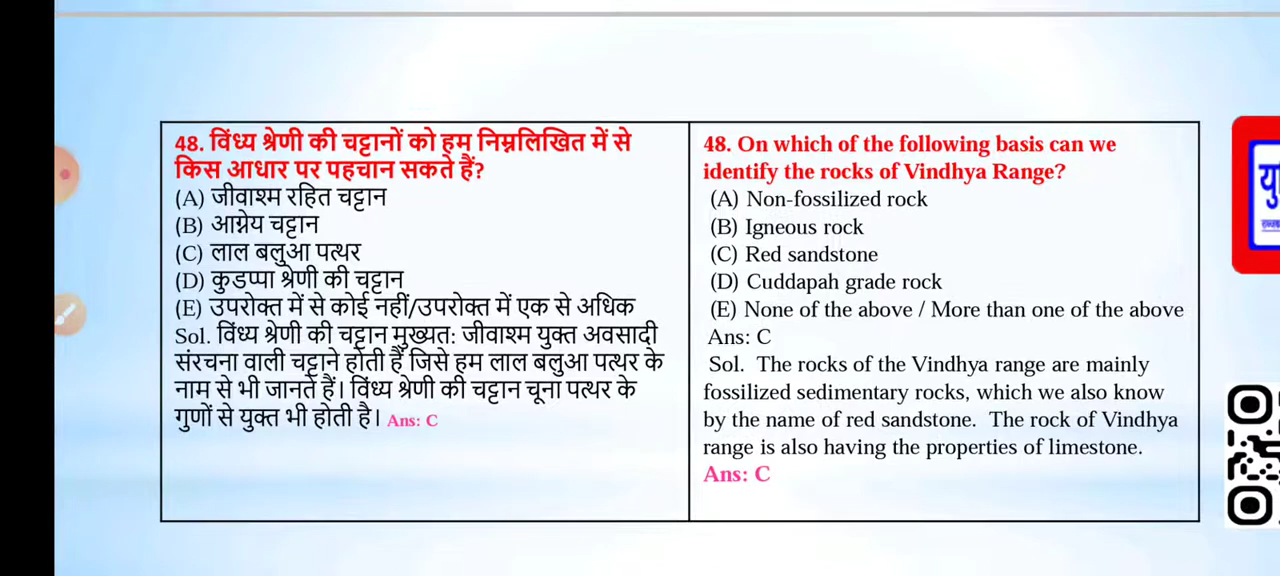 48. विंध्य श्रेणी की चट्टानों को हम निम्नलिखित में से
किस आधार पर पहचान सकते हैं?
(A) जीवाश्म रहित चट्टान
(B) आग्नेय चट्टान
(C) लाल बलुआ पत्थर
(D) कुडप्पा श्रेणी की चट्टान
(E) उपरोक्त में से कोई नहीं/उपरोक्त में एक से अधिक
Sol. विंध्य श्रेणी की चट्टान मुख्यत: जीवाश्म युक्त अवसादी
संरचना वाली चट्टाने होती हैं जिसे हम लाल बलुआ पत्थर के
नाम से भी जानते हैं। विंध्य श्रेणी की चट्टान चूना पत्थर के
गुणों से युक्त भी होती है। Ans: C
48. On which of the following basis can we
identify the rocks of Vindhya Range?
(A) Non-fossilized rock
(B) Igneous rock
(C) Red sandstone
(D) Cuddapah grade rock
(E) None of the above / More than one of the above
Ans: C
Sol. The rocks of the Vindhya range are mainly
fossilized sedimentary rocks, which we also know
by the name of red sandstone. The rock of Vindhya
range is also having the properties of limestone.
Ans: C